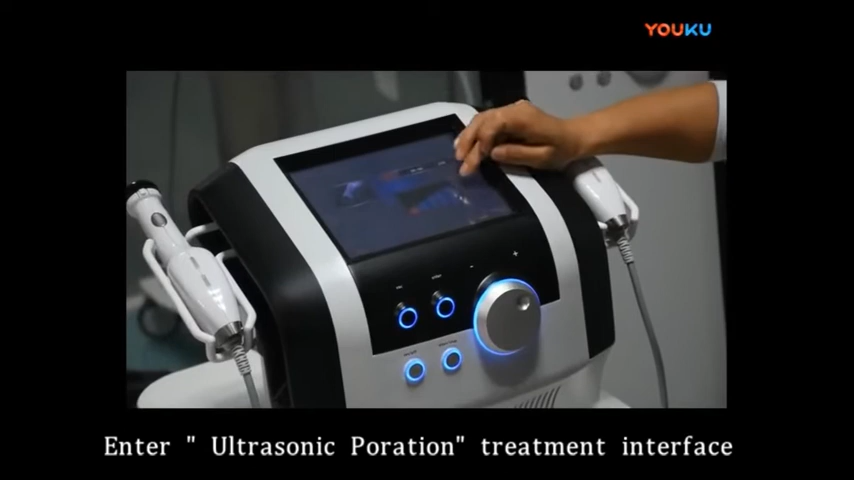 YOUKU
-
+
Enter " Ultrasonic Poration" treatment interface